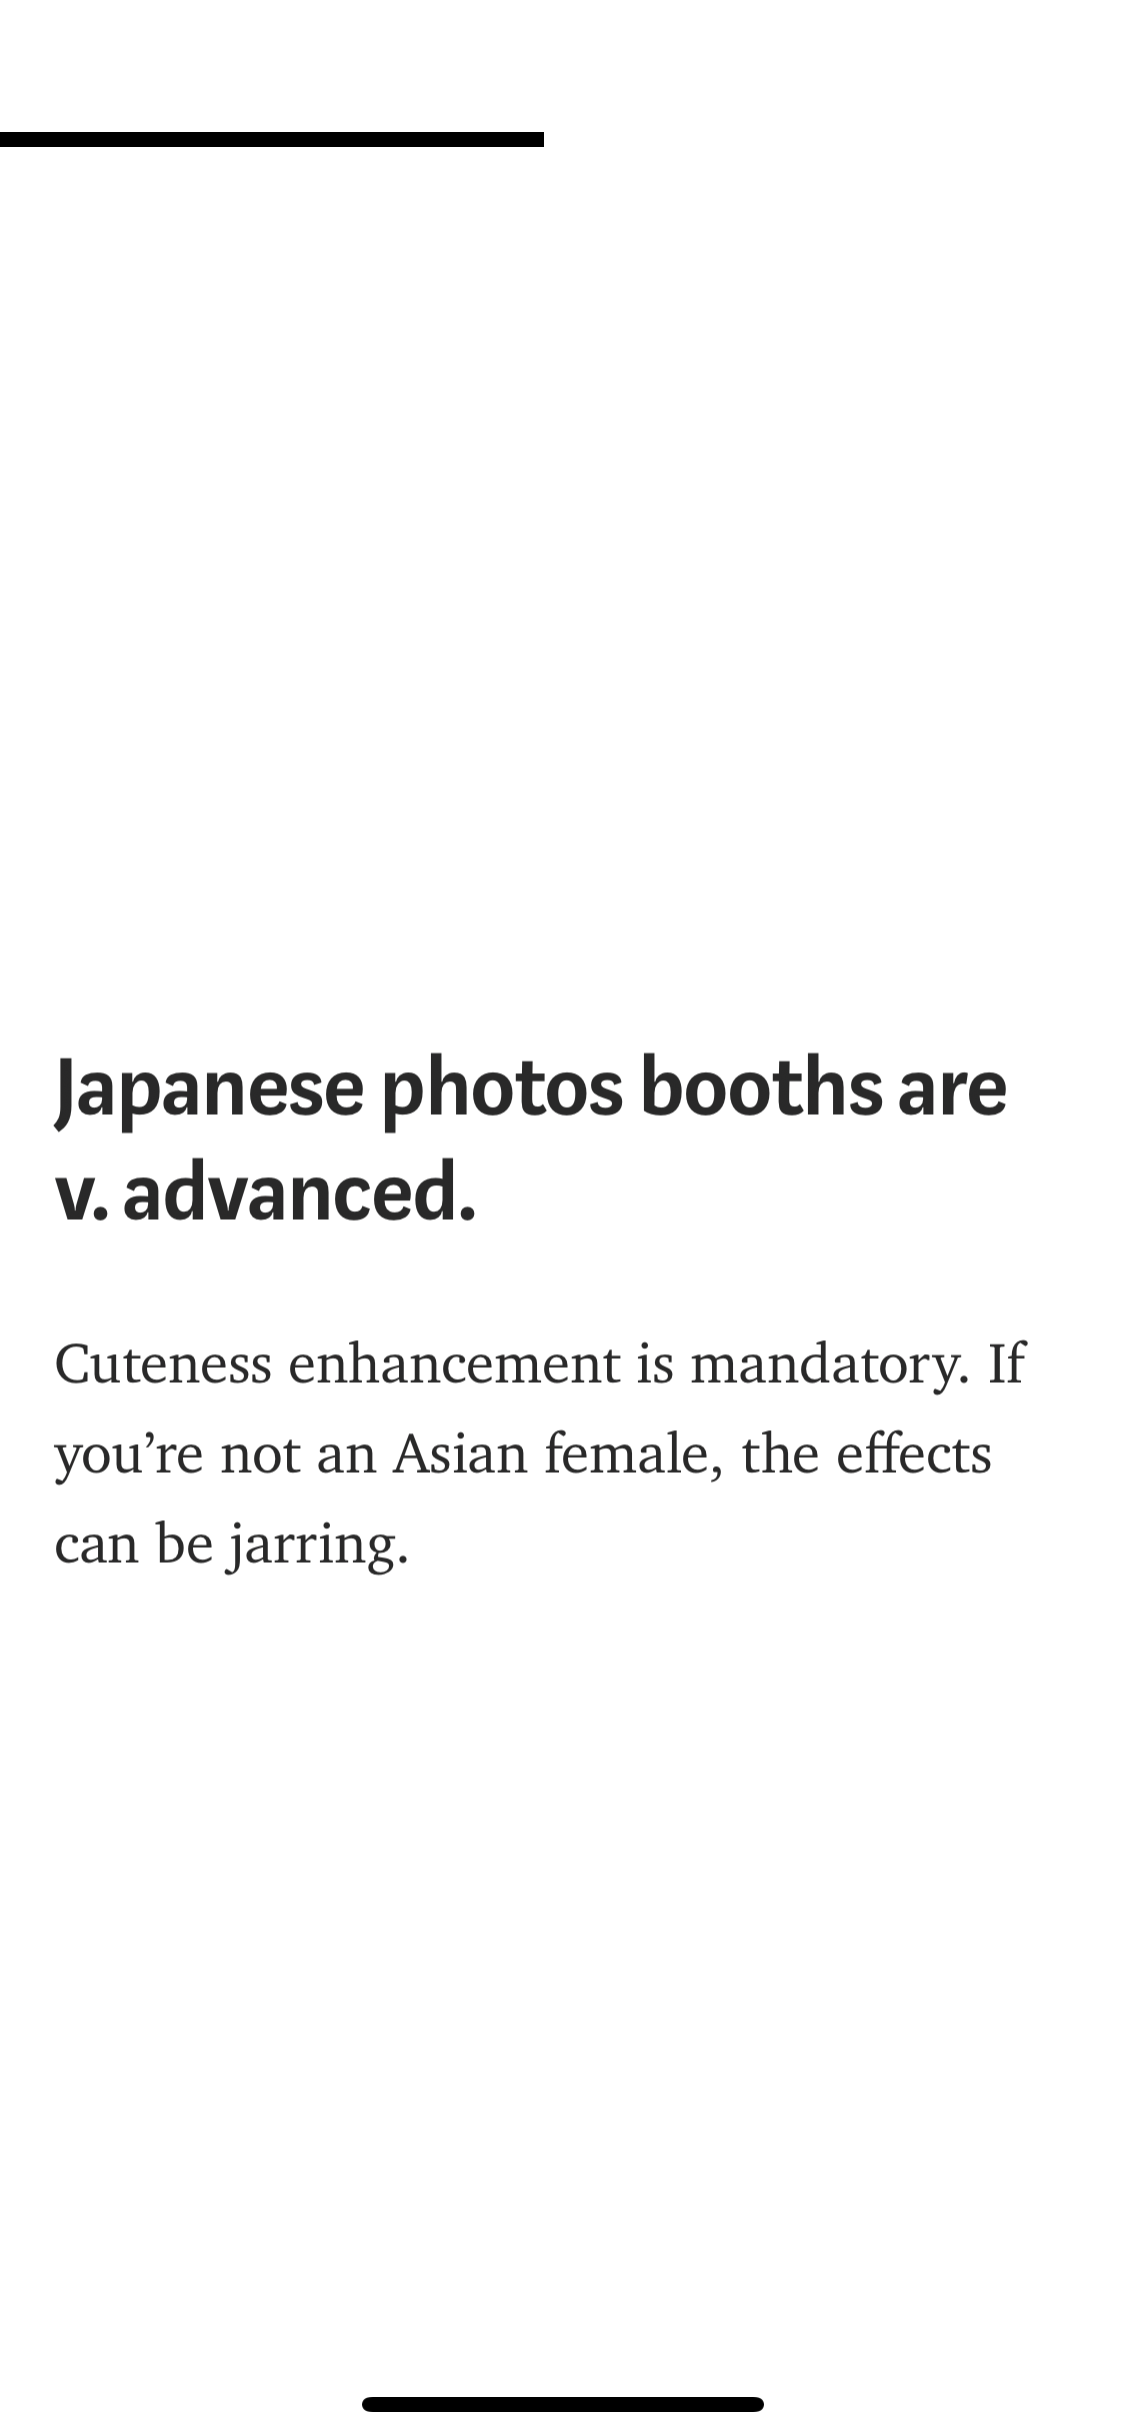 Japanese photos booths are
v. advanced.
Cuteness enhancement is mandatory. If
you’re not an Asian female, the effects
can be jarring.